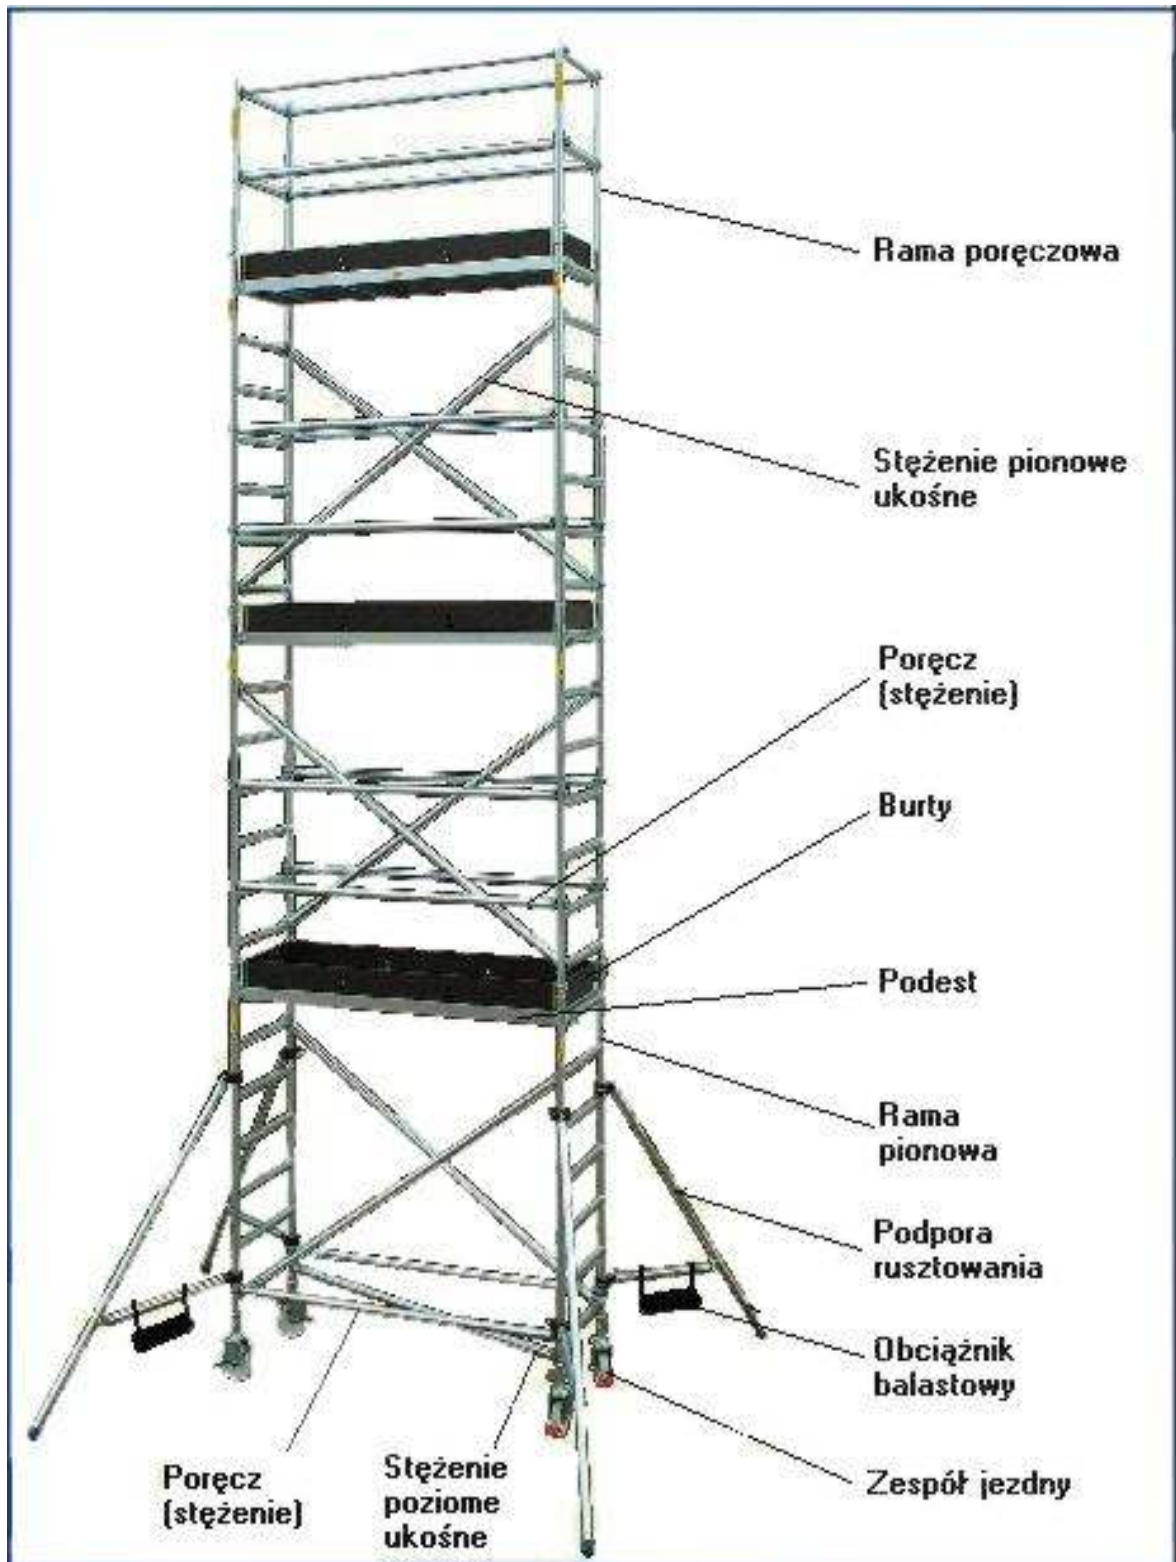 Rama poręczowa
Stężenie pionowe
ukośne
Poręcz
(stężenie)
Burty
Podest
Rama
pionowa
Podpora
rusztowania
Obciążnik
balastowy
Zespół jezdny
Poręcz
(stężenie)
Stężenie
poziome
ukośne